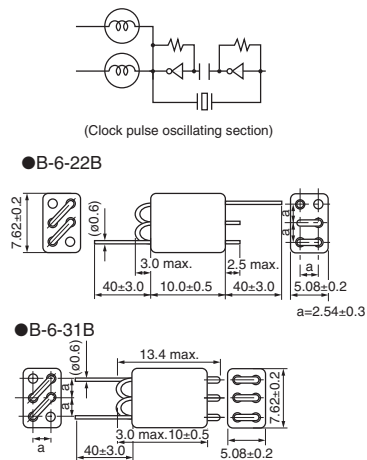 (Clock pulse oscillating section)
●B-6-22B
7.62±0.2
(ø0.6)
a
a
3.0 max.
2.5 max.
a
40±3.0
10.0±0.5
40±3.0
5.08±0.2
a=2.54±0.3
●B-6-31B
(ø0.6)
13.4 max.
a
a
7.62±0.2
a
3.0 max.
10±0.5
40±3.0
5.08±0.2